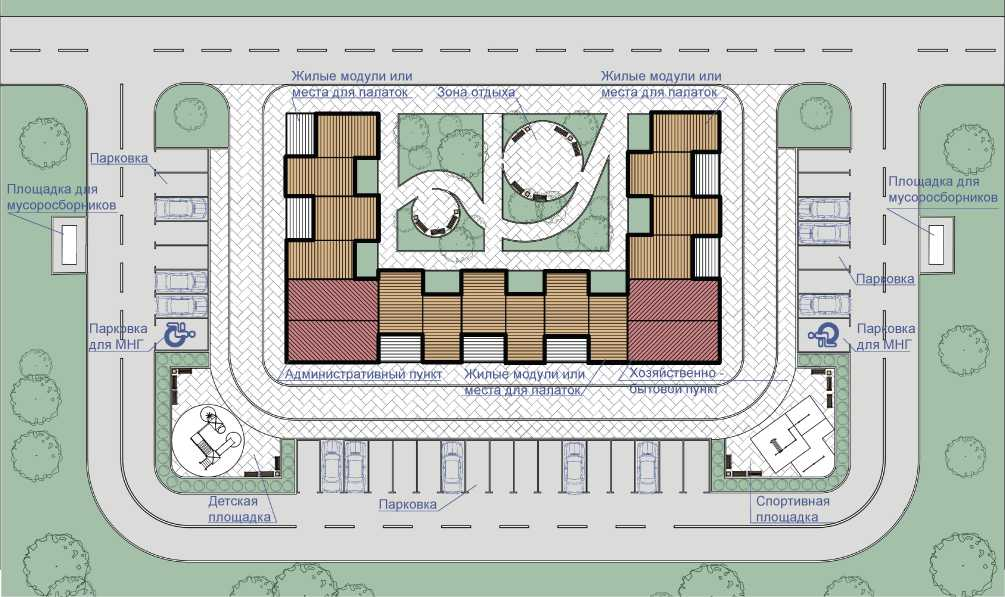 Жилые модули или
места для палаток
Зона отдыха
Жилые модули или
места для палаток
Парковка
Площадка для
мусоросборников
Площадка для
мусоросборников
Парковка
Парковка
для МНГ
Парковка
для МНГ
Административный пункт
Жилые модули или
места для палаток
Хозяйственно -
бытовой пункт
Детская
площадка
Парковка
Спортивная
площадка